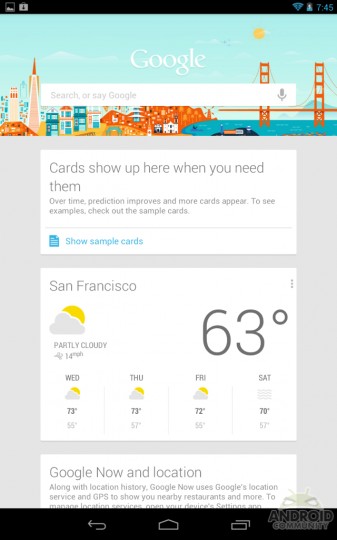 7:45
Google
Search, or say Google
Cards show up here when you need
them
Over time, prediction improves and more cards appear. To see
examples, check out the sample cards.
Show sample cards
San Francisco
63°
PARTLY CLOUDY
14mph
WED THU FRI SAT
73° 73° 72° 70°
55° 57° 55° 57°
Google Now and location
Along with location history, Google Now uses Google's location
service and GPS to show you nearby restaurants and more. To
manage location services, open your device's Settings app
ANDROID
COMMUNITY